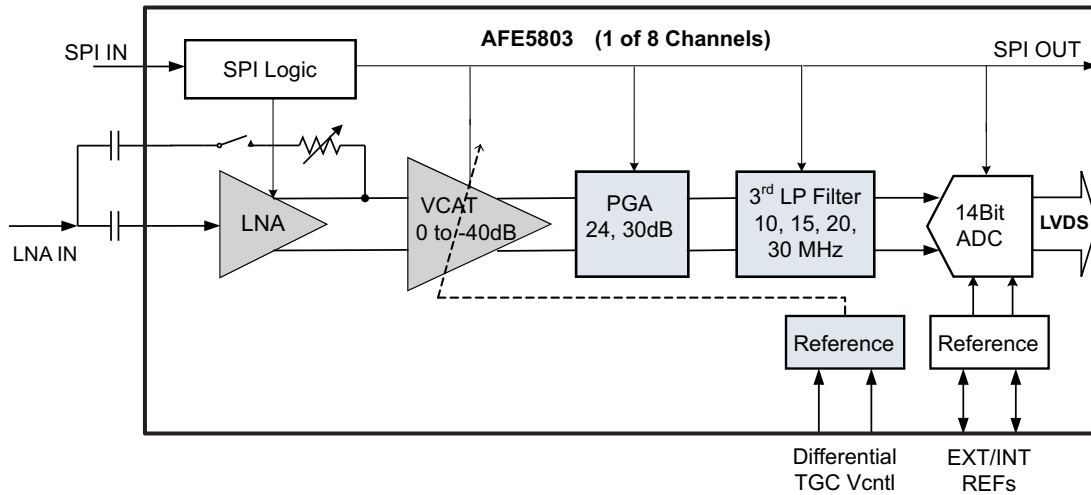 AFE5803 (1 of 8 Channels)
SPI IN
SPI OUT
SPI Logic
LNA IN
LNA
VCAT
0 to -40dB
PGA
24, 30dB
3rd LP Filter
10, 15, 20,
30 MHz
14Bit
ADC
LVDS
Reference
Reference
Differential
TGC Vcntl
EXT/INT
REFs